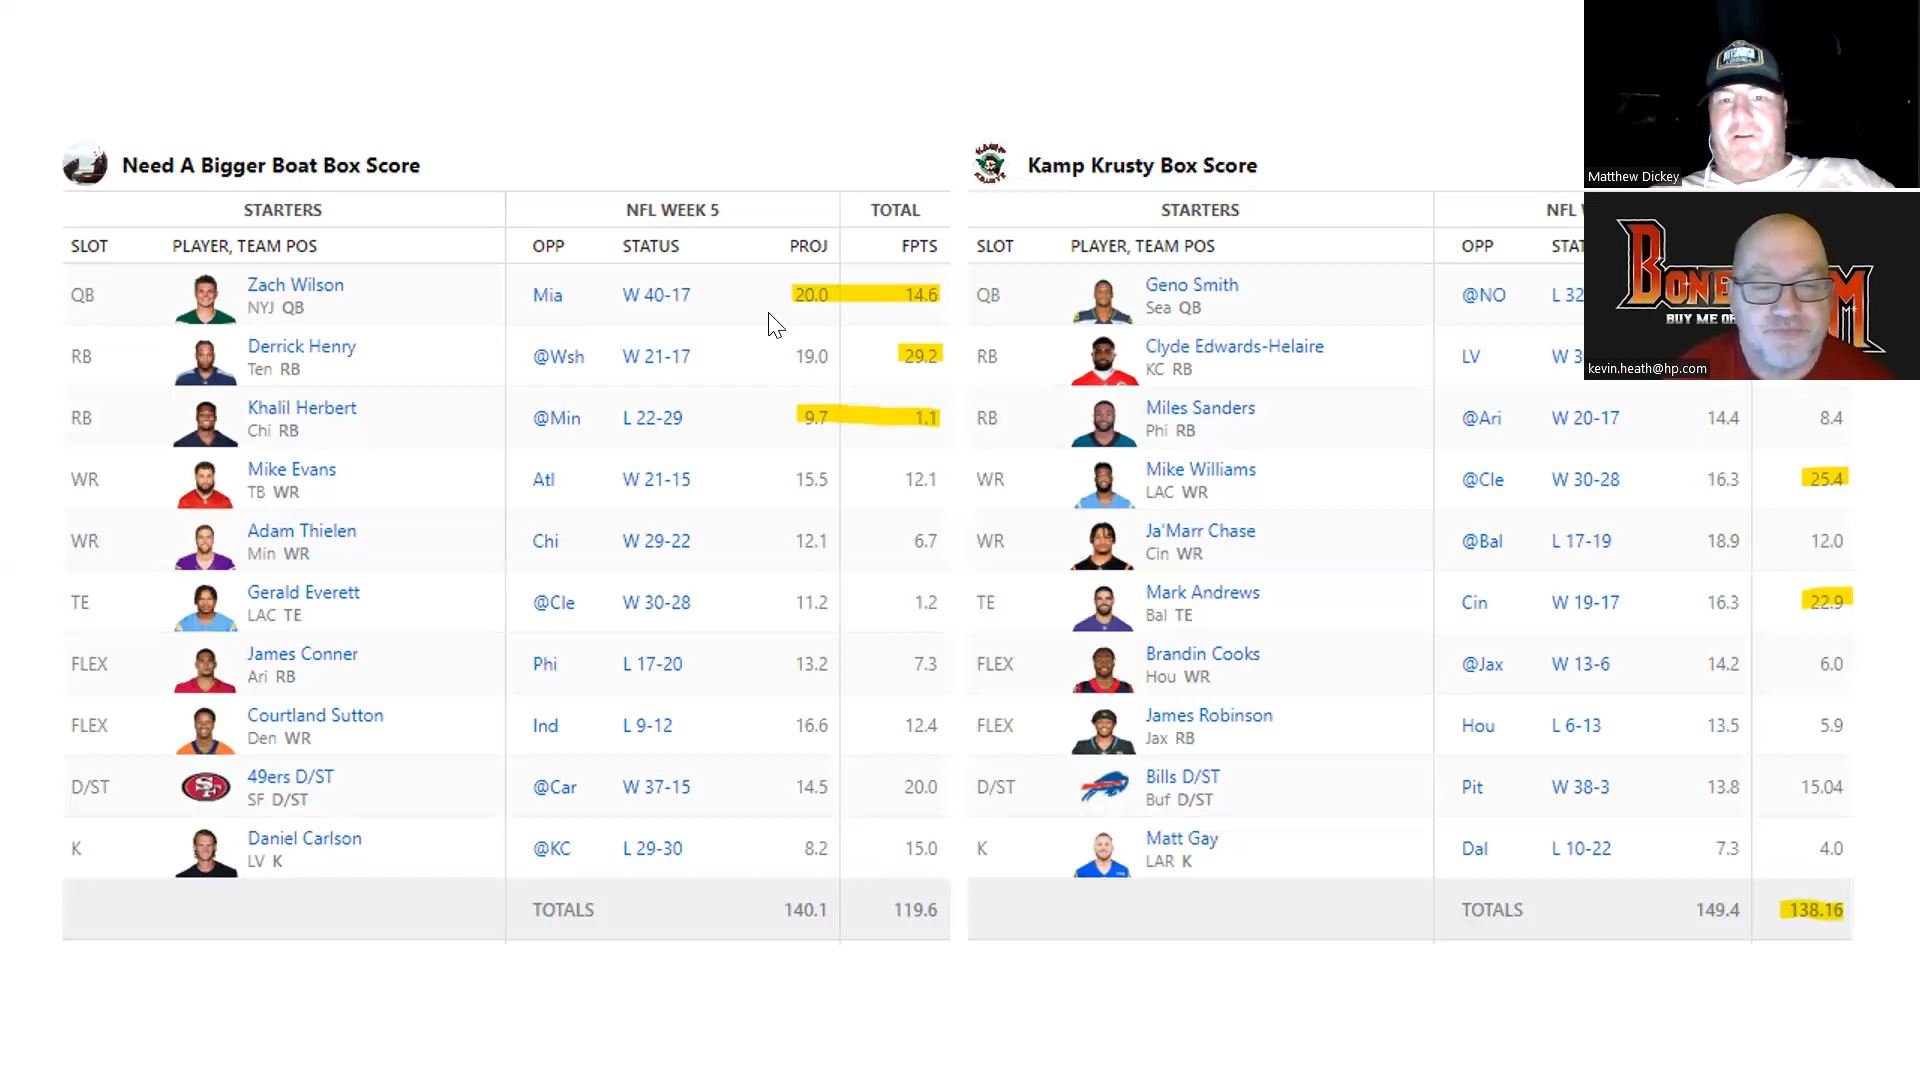 Need A Bigger Boat Box Score
STARTERS NFL WEEK 5 TOTAL
SLOT PLAYER, TEAM POS OPP STATUS PROJ FPTS
QB Zach Wilson NYJ QB Mia W 40-17 20.0 14.6
RB Derrick Henry Ten RB @Wsh W 21-17 19.0 29.2
RB Khalil Herbert Chi RB @Min L 22-29 9.7 1.1
WR Mike Evans TB WR Atl W 21-15 15.5 12.1
WR Adam Thielen Min WR Chi W 29-22 12.1 6.7
TE Gerald Everett LAC TE @Cle W 30-28 11.2 1.2
FLEX James Conner Ari RB Phi L 17-20 13.2 7.3
FLEX Courtland Sutton Den WR Ind L 9-12 16.6 12.4
D/ST 49ers D/ST SF D/ST @Car W 37-15 14.5 20.0
K Daniel Carlson LV K @KC L 29-30 8.2 15.0
TOTALS 140.1 119.6
Kamp Krusty Box Score
STARTERS NFL
SLOT PLAYER, TEAM POS OPP STAT
QB Geno Smith Sea QB @NO L 32
RB Clyde Edwards-Helaire KC RB LV W 3
RB Miles Sanders Phi RB @Ari W 20-17 14.4 8.4
WR Mike Williams LAC WR @Cle W 30-28 16.3 25.4
WR Ja'Marr Chase Cin WR @Bal L 17-19 18.9 12.0
TE Mark Andrews Bal TE Cin W 19-17 16.3 22.9
FLEX Brandin Cooks Hou WR @Jax W 13-6 14.2 6.0
FLEX James Robinson Jax RB Hou L 6-13 13.5 5.9
D/ST Bills D/ST Buf D/ST Pit W 38-3 13.8 15.04
K Matt Gay LAR K Dal L 10-22 7.3 4.0
TOTALS 149.4 138.16
PITTSBURGH
Matthew Dickey
BUY ME
kevin.heath@hp.com